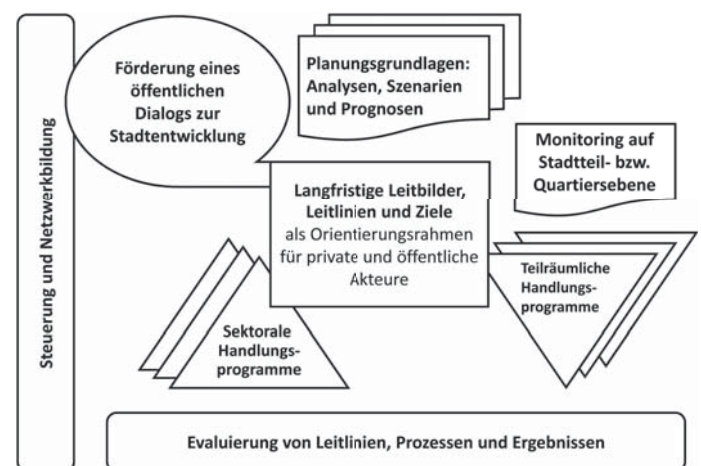 Steuerung und Netzwerkbildung
Förderung eines
öffentlichen
Dialogs zur
Stadtentwicklung
Planungsgrundlagen:
Analysen, Szenarien
und Prognosen
Monitoring auf
Stadtteil- bzw.
Quartiersebene
Langfristige Leitbilder,
Leitlinien und Ziele
als Orientierungsrahmen
für private und öffentliche
Akteure
Teilräumliche
Handlungs-
programme
Sektorale
Handlungs-
programme
Evaluierung von Leitlinien, Prozessen und Ergebnissen